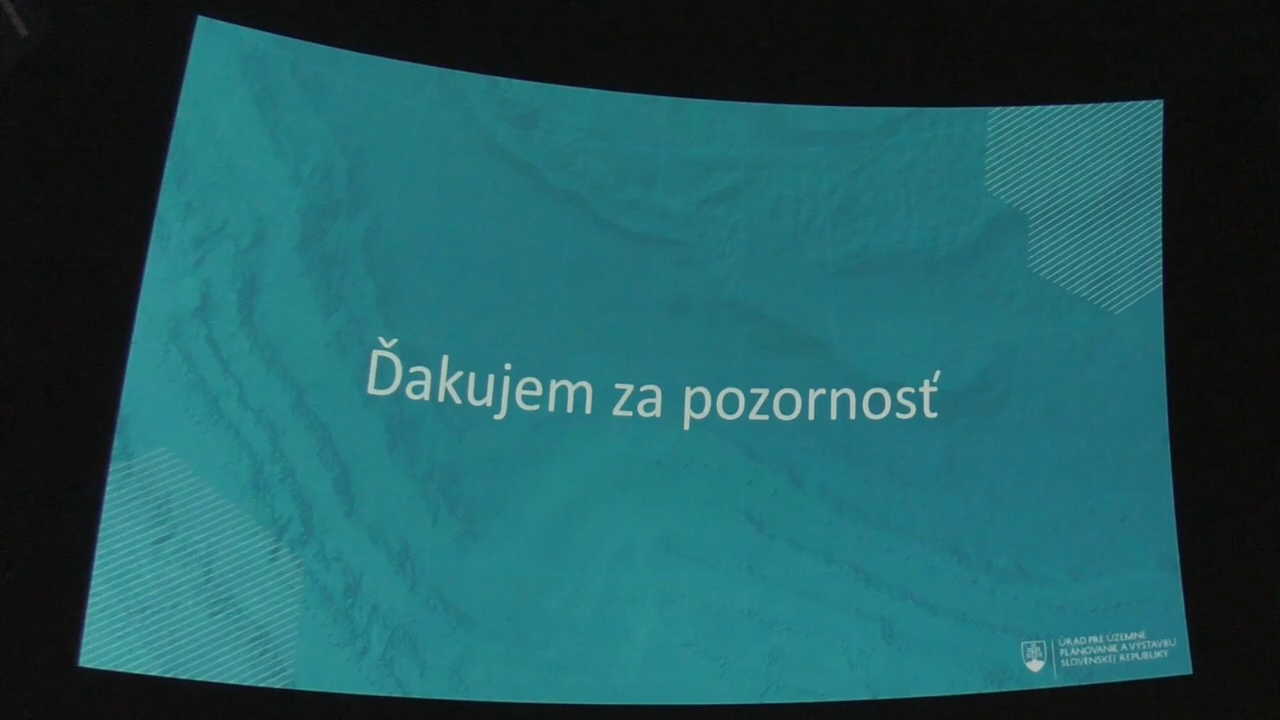 Ďakujem za pozornosť
ÚRAD PRE ÚZEMNÉ
PLÁNOVANIE A VÝSTAVBU
SLOVENSKEJ REPUBLIKY